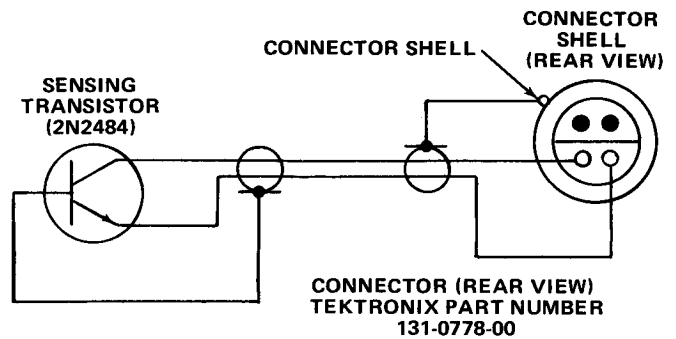 CONNECTOR
SHELL
(REAR VIEW)
CONNECTOR SHELL
SENSING
TRANSISTOR
(2N2484)
CONNECTOR (REAR VIEW)
TEKTRONIX PART NUMBER
131-0778-00